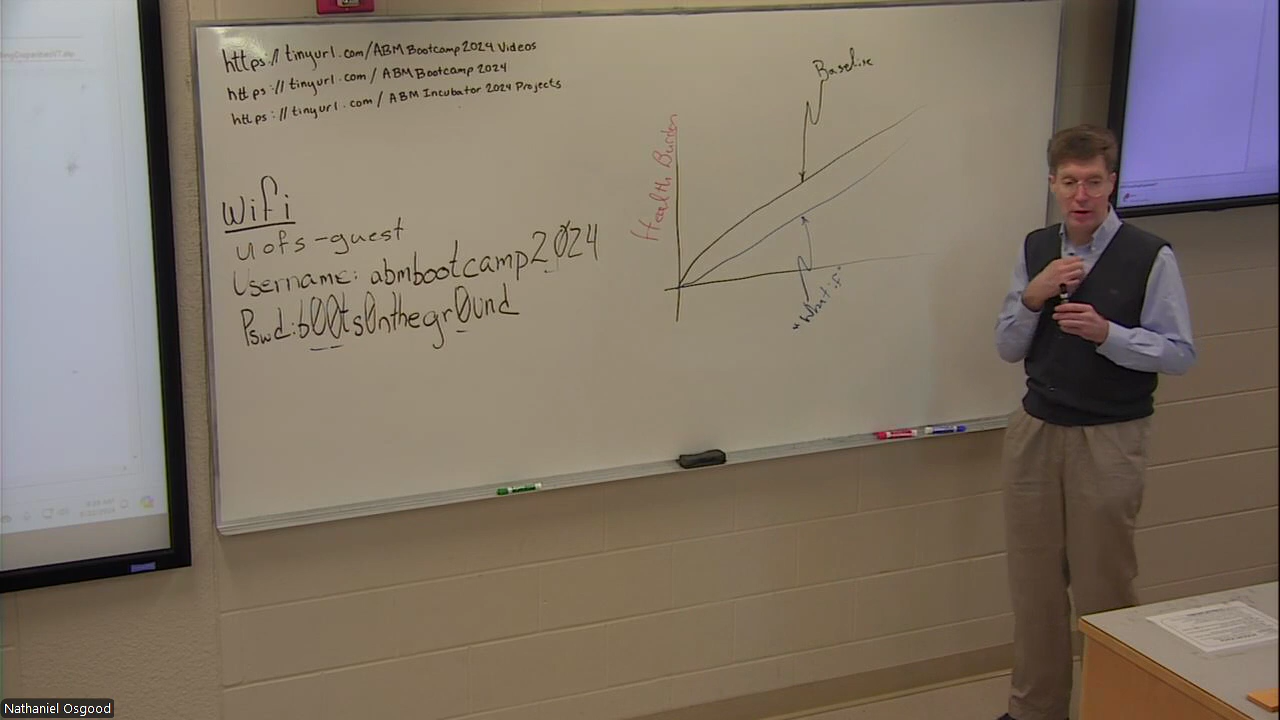 https://tinyurl.com/ABMBootcamp2024Videos
https://tinyurl.com/ABMBootcamp2024
https://tinyurl.com/ABMIncubator2024Projects
Wifi
uofs-guest
Username: abmbootcamp2024
Pswd: b00ts0nthegr0und
Health Burden
Baseline
"What if"
Nathaniel Osgood